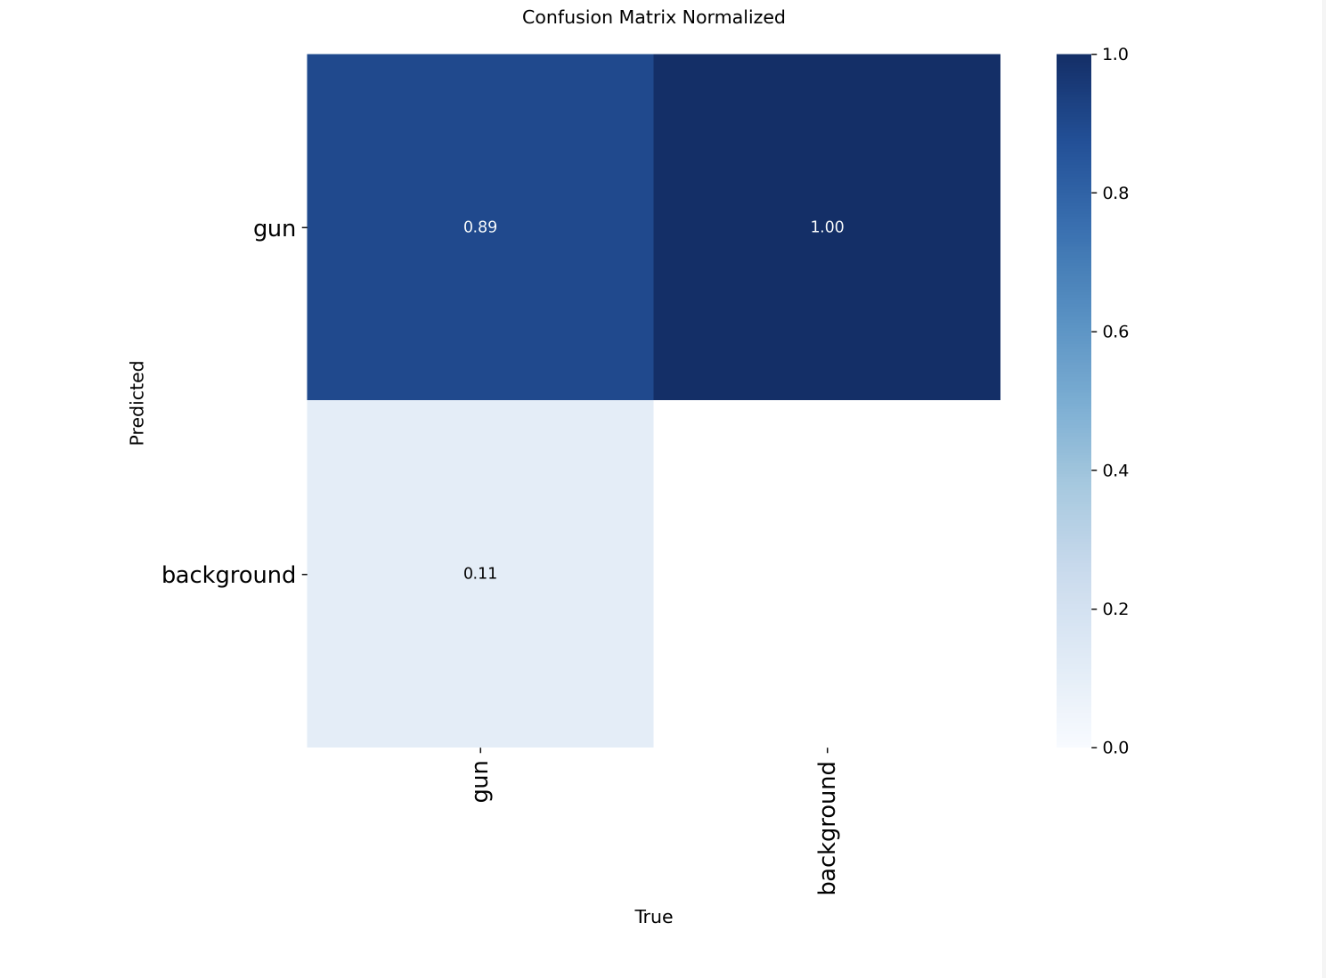 Confusion Matrix Normalized
1.0
0.8
0.6
0.4
0.2
0.0
gun
0.89
1.00
Predicted
background
0.11
gun
background
True